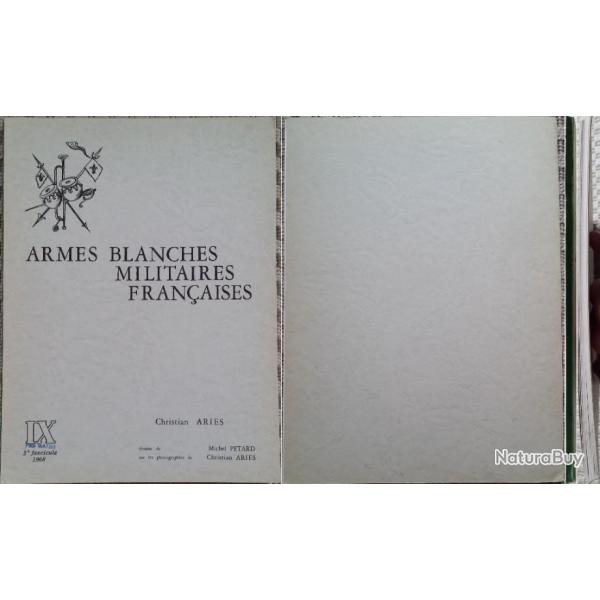 ARMES BLANCHES
MILITAIRES
FRANÇAISES
Christian ARIES
IX
3e fascicule
1968
dessins de Michel PETARD
sur les photographies de Christian ARIES
NaturaBuy